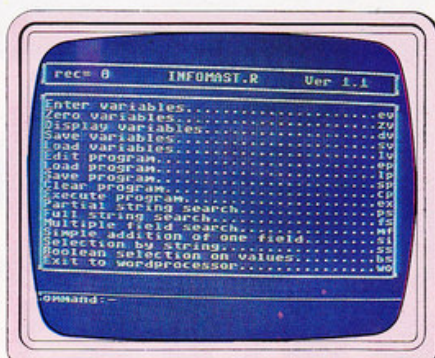 rec= 0 INFOMAST.R Ver 1.1
Enter variables..................................ev
Zero variables...................................zv
Display variables................................dv
Save variables...................................sv
Load variables...................................lv
Edit program.....................................ep
Load program.....................................lp
Save program.....................................sp
Clear program....................................cp
Execute program..................................ex
Partial string search............................ps
Full string search...............................fs
Multiple field search............................mf
Simple addition of one field.....................si
Selection by string..............................ss
Boolean selection on values......................bs
Exit to wordprocessor............................wo
ommand:-